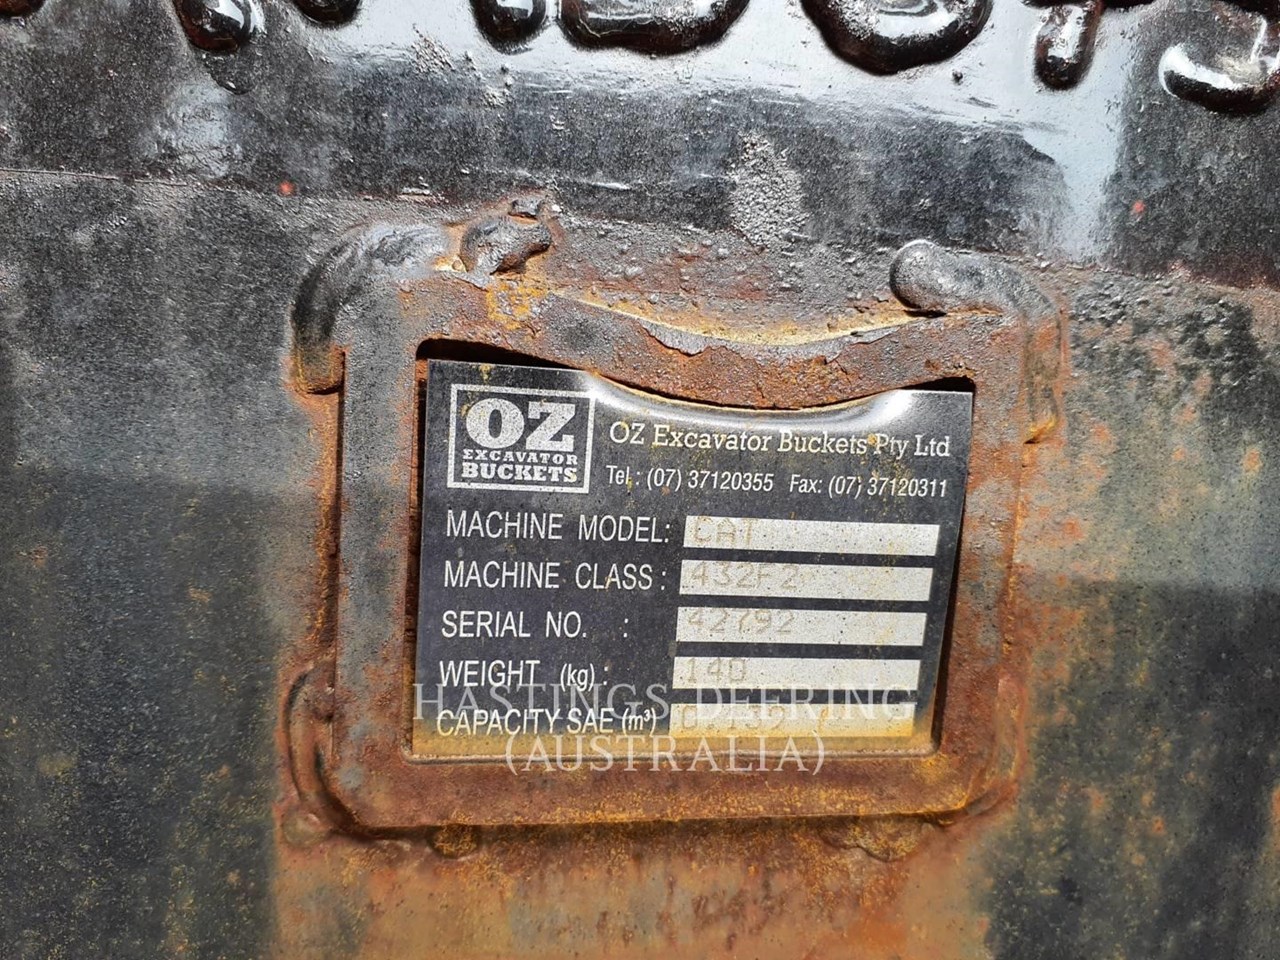 OZ
EXCAVATOR
BUCKETS
OZ Excavator Buckets Pty Ltd
Tel : (07) 37120355 Fax: (07) 37120311
MACHINE MODEL: CAT
MACHINE CLASS : 432F2
SERIAL NO. : 42792
WEIGHT (kg) : 140
CAPACITY SAE (m³)
HASTINGS DEERING
(AUSTRALIA)